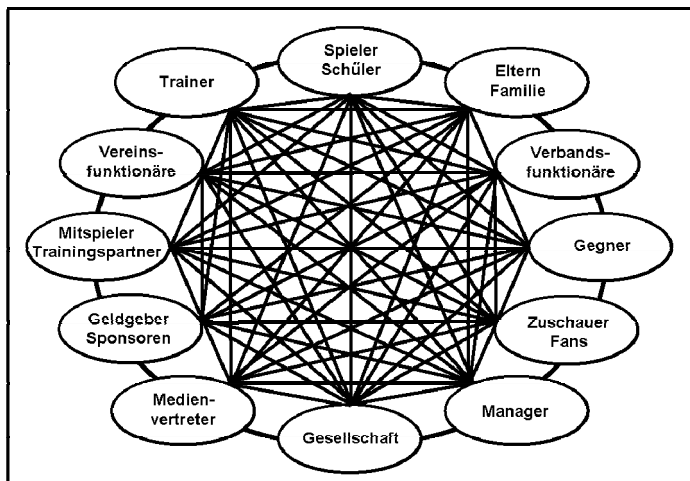 Spieler
Schűler
Trainer
Eltern
Familie
Vereins-
funktionäre
Verbands-
funktionäre
Mitspieler
Trainingspartner
Gegner
Geldgeber
Sponsoren
Zuschauer
Fans
Medien-
vertreter
Manager
Gesellschaft